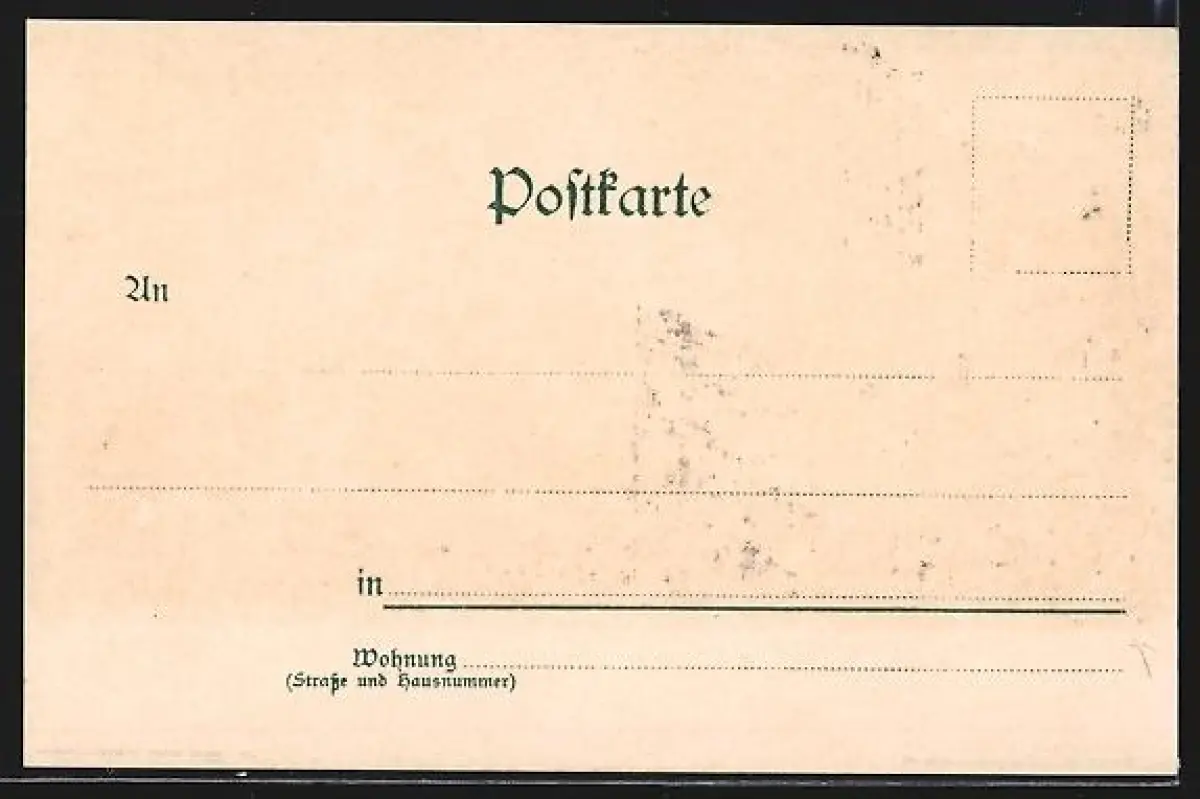 Poſtkarte
An
in
Wohnung
(Straße und Hausnummer)